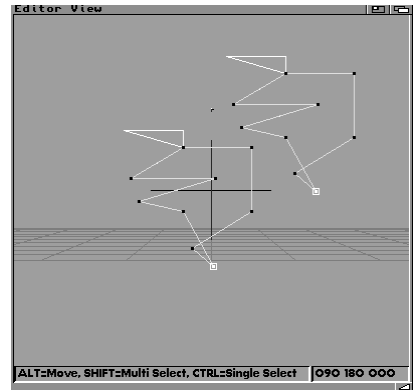 Editor View
ALT=Move, SHIFT=Multi Select, CTRL=Single Select
090 180 000